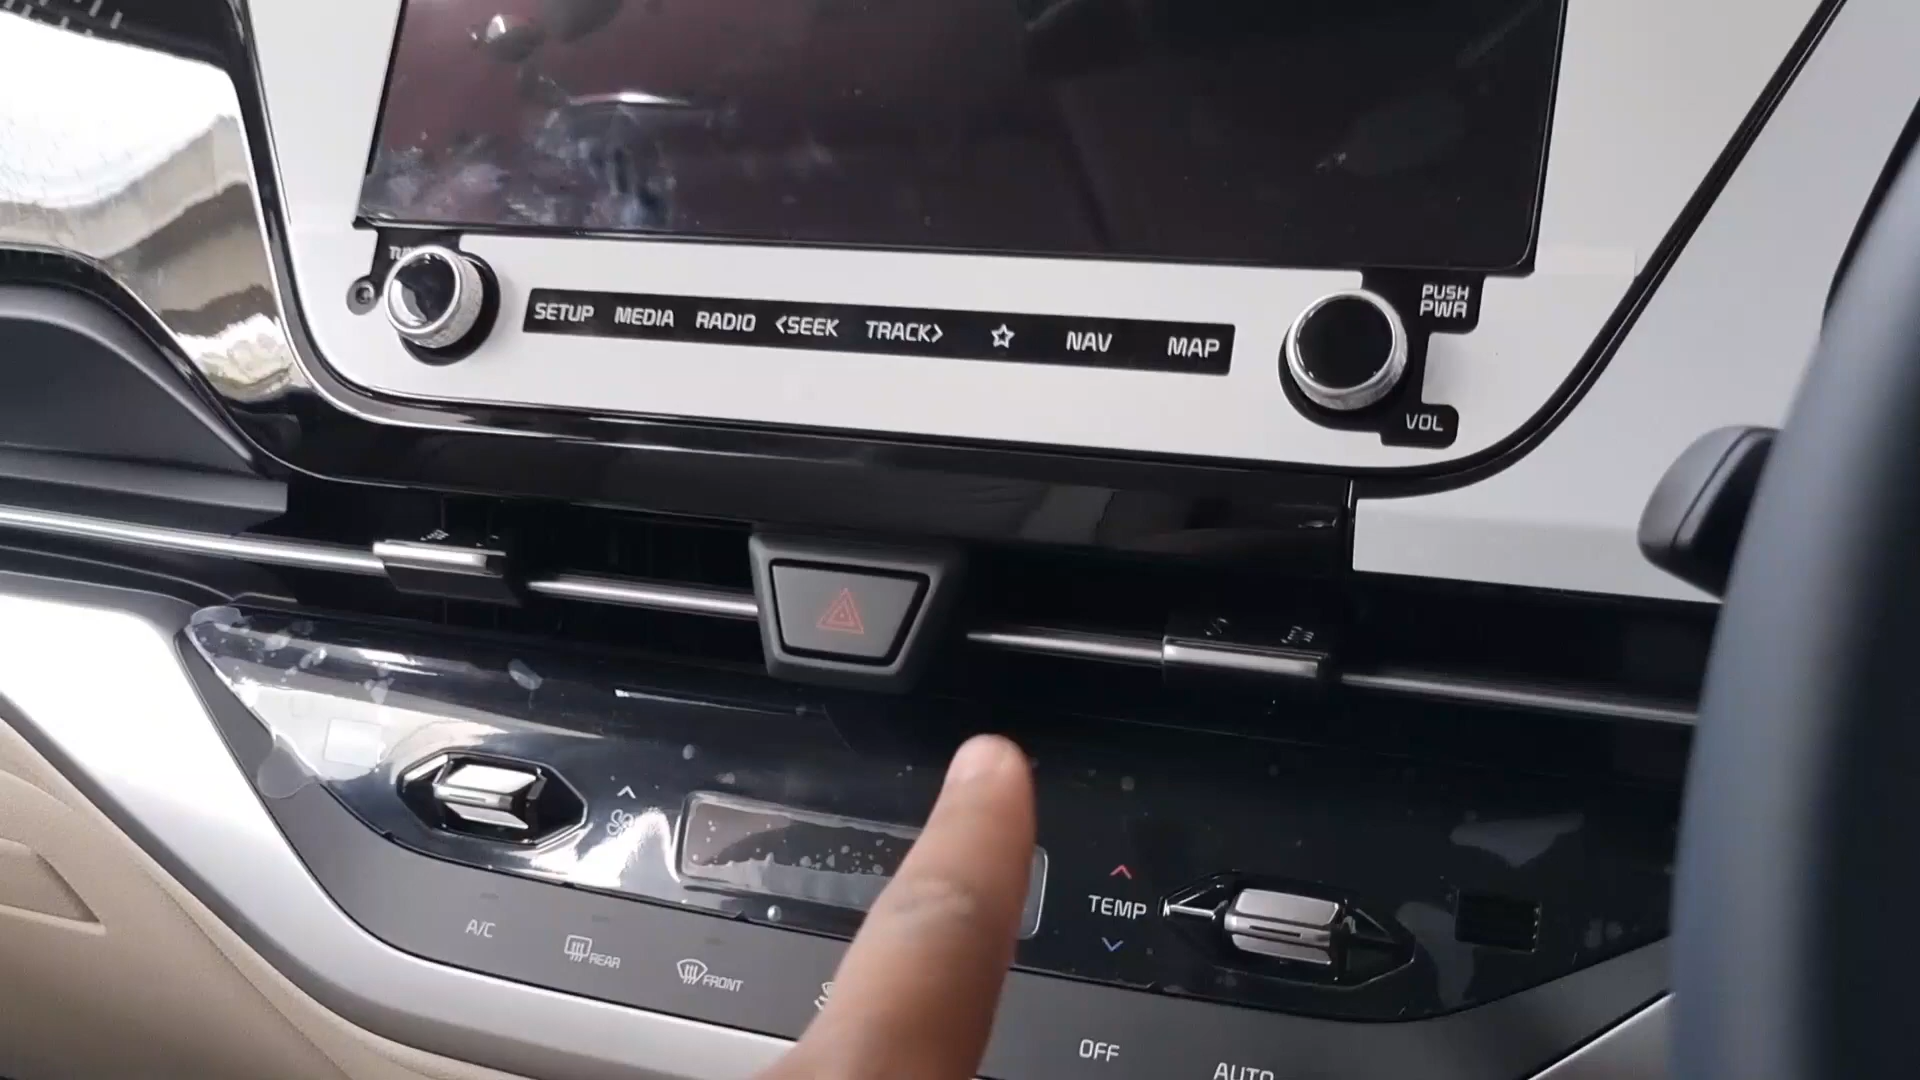 PUSH
PWR
SETUP MEDIA RADIO <SEEK TRACK> NAV MAP
VOL
TEMP
A/C
REAR
FRONT
OFF
AUTO